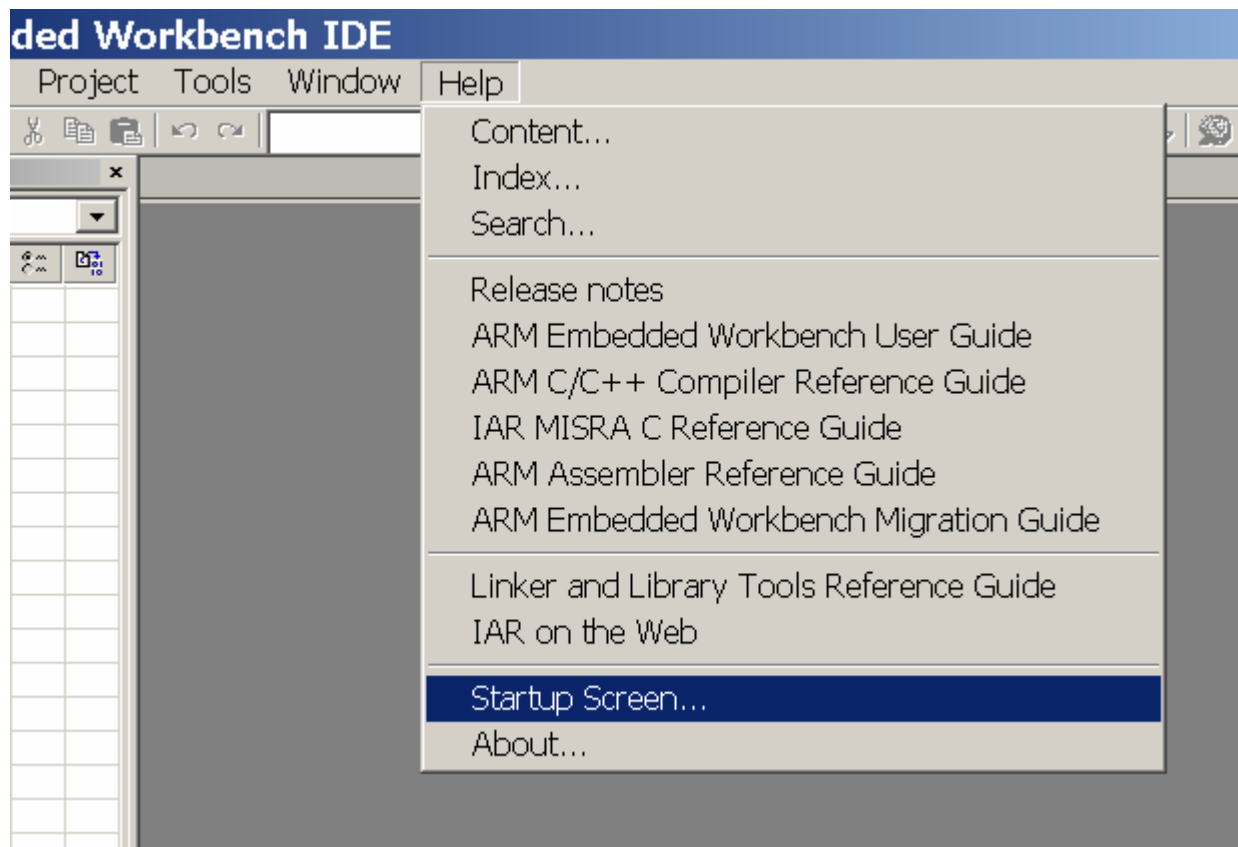 ded Workbench IDE
Project Tools Window Help
Content...
Index...
Search...
Release notes
ARM Embedded Workbench User Guide
ARM C/C++ Compiler Reference Guide
IAR MISRA C Reference Guide
ARM Assembler Reference Guide
ARM Embedded Workbench Migration Guide
Linker and Library Tools Reference Guide
IAR on the Web
Startup Screen...
About...